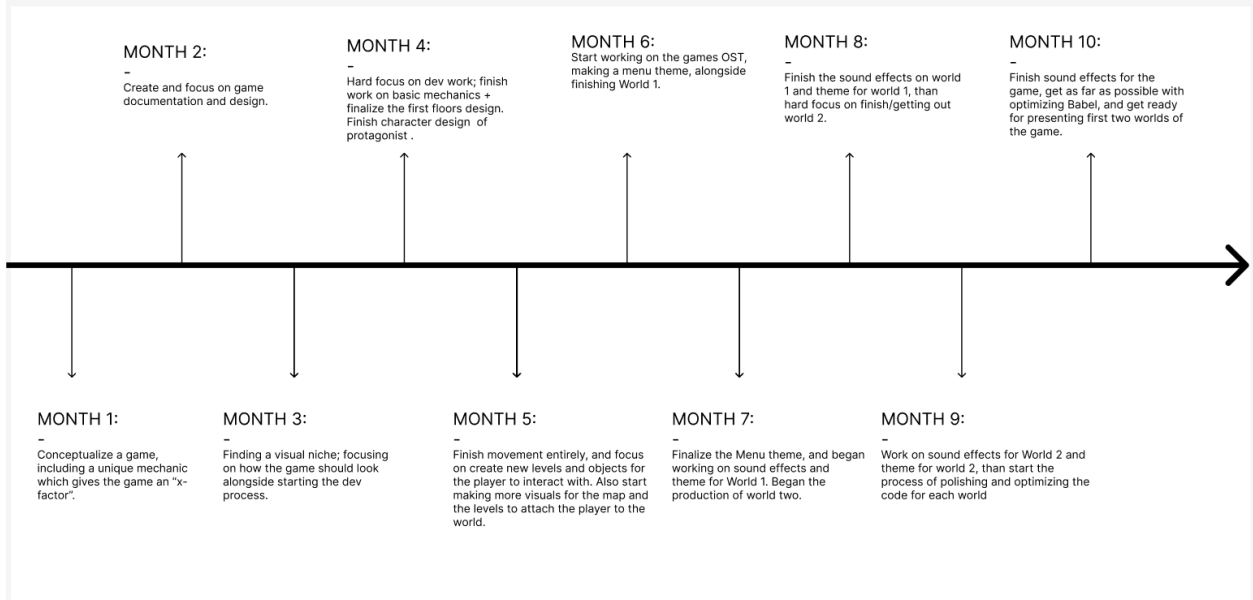 MONTH 1:
-
Conceptualize a game,
including a unique mechanic
which gives the game an “x-
factor”.
MONTH 2:
-
Create and focus on game
documentation and design.
MONTH 3:
-
Finding a visual niche; focusing
on how the game should look
alongside starting the dev
process.
MONTH 4:
-
Hard focus on dev work; finish
work on basic mechanics +
finalize the first floors design.
Finish character design of
protagonist .
MONTH 5:
-
Finish movement entirely, and focus
on create new levels and objects for
the player to interact with. Also start
making more visuals for the map and
the levels to attach the player to the
world.
MONTH 6:
Start working on the games OST,
making a menu theme, alongside
finishing World 1.
MONTH 7:
-
Finalize the Menu theme, and began
working on sound effects and
theme for World 1. Began the
production of world two.
MONTH 8:
-
Finish the sound effects on world
1 and theme for world 1, than
hard focus on finish/getting out
world 2.
MONTH 9:
-
Work on sound effects for World 2 and
theme for world 2, than start the
process of polishing and optimizing the
code for each world
MONTH 10:
-
Finish sound effects for the
game, get as far as possible with
optimizing Babel, and get ready
for presenting first two worlds of
the game.